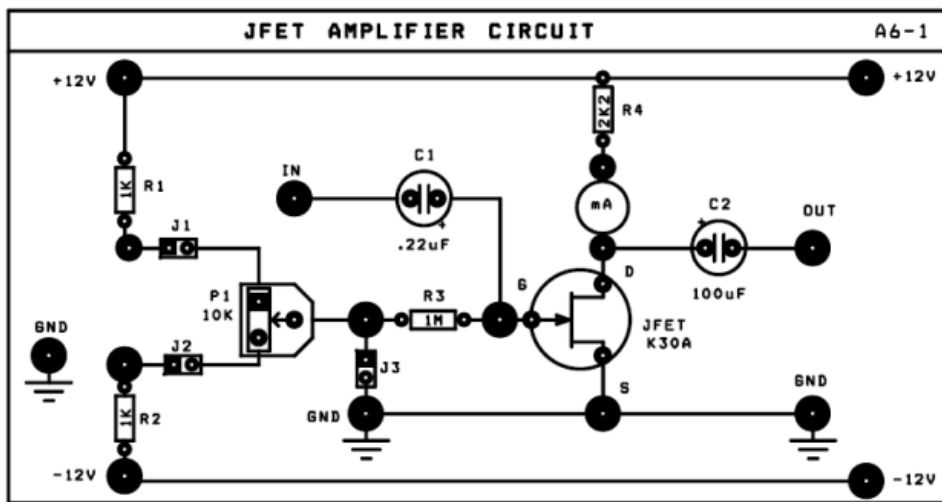 JFET AMPLIFIER CIRCUIT
A6-1
+12V
+12V
2K2
R4
C1
IN
1K
R1
mA
C2
OUT
+
+
J1
.22uF
G
D
100uF
P1
10K
R3
1M
JFET
K30A
GND
J2
J3
S
GND
1K
R2
GND
-12V
-12V